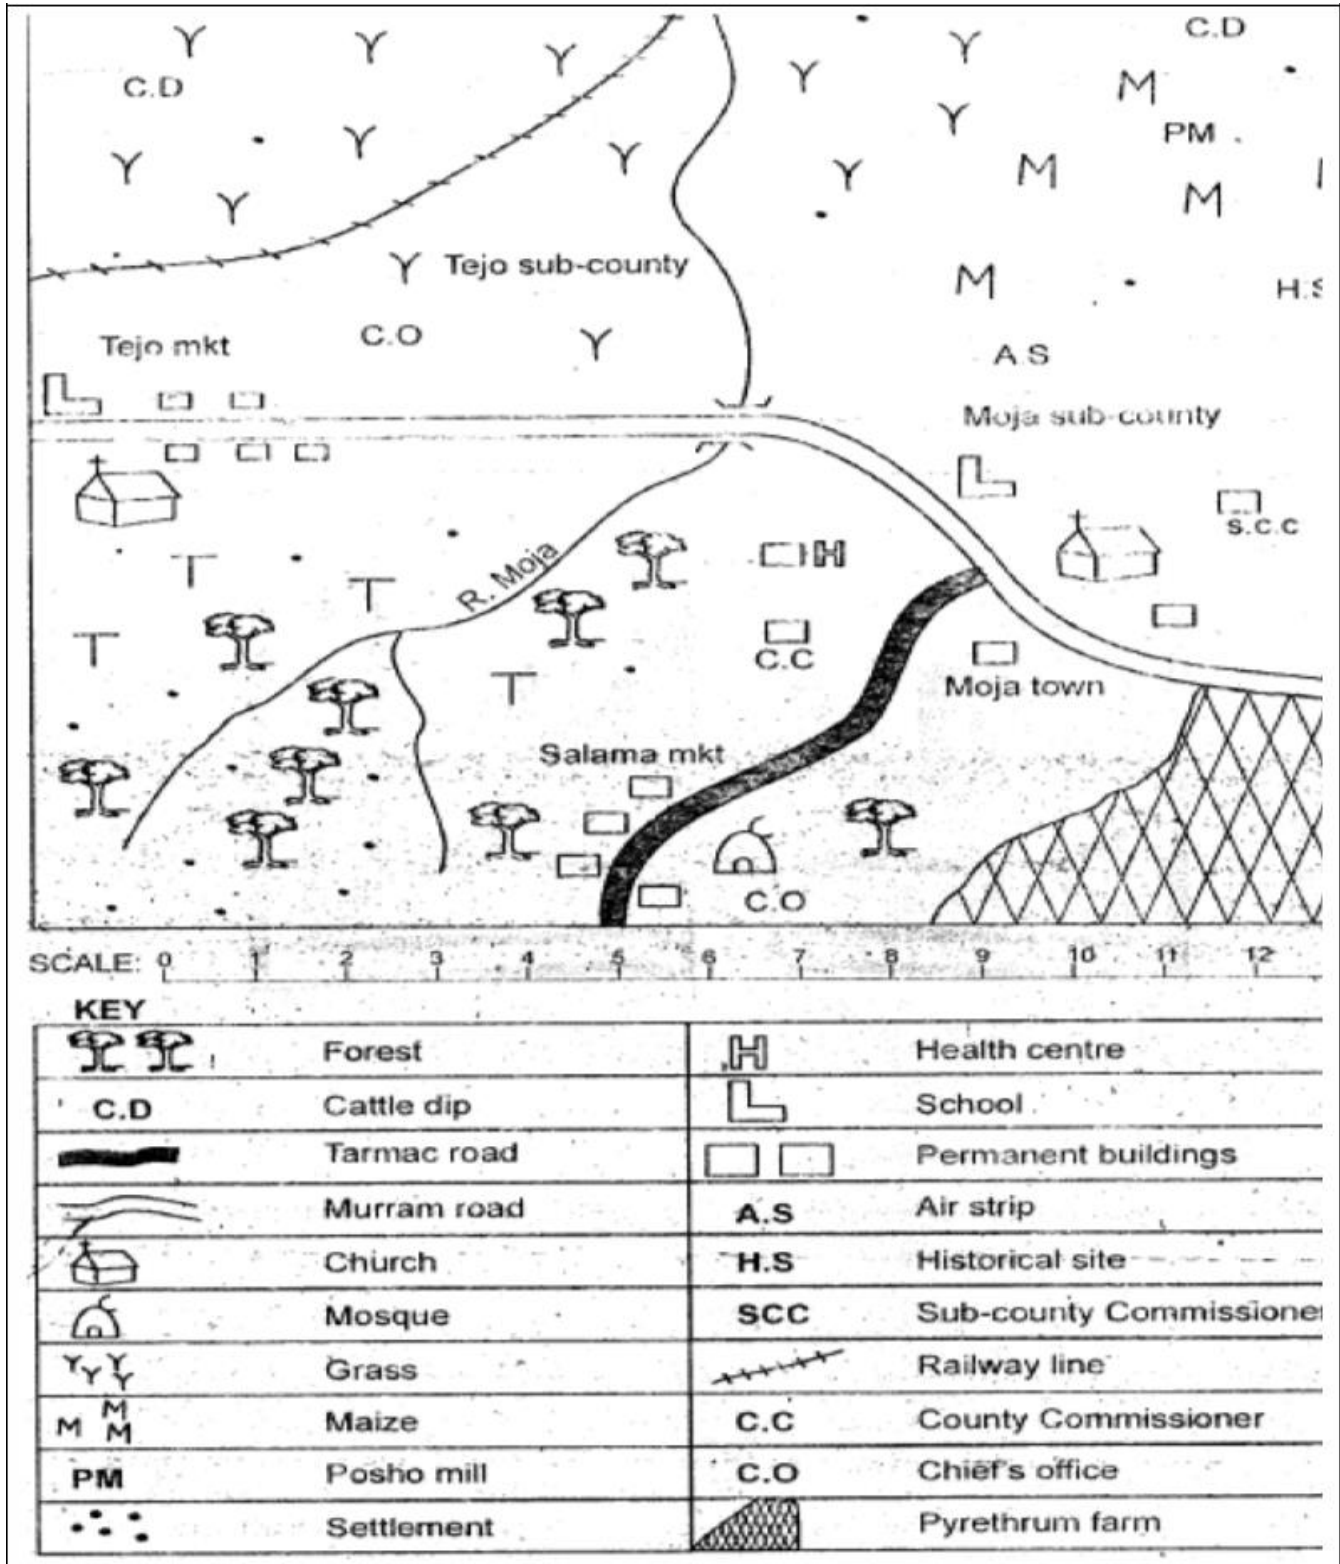 C.D
C.D
M
PM
M
M
Tejo sub-county
M
H.S
C.O
Tejo mkt
A.S
Moja sub-county
s.c.c
R. Moja
H
C.C
Moja town
Salama mkt
C.O
SCALE: 0 1 2 3 4 5 6 7 8 9 10 11 12
KEY
Forest
H Health centre
C.D Cattle dip
School
Tarmac road
Permanent buildings
Murram road
A.S Air strip
Church
H.S Historical site
Mosque
SCC Sub-county Commissioner
Grass
Railway line
M M M Maize
C.C County Commissioner
PM Posho mill
C.O Chief's office
Settlement
Pyrethrum farm